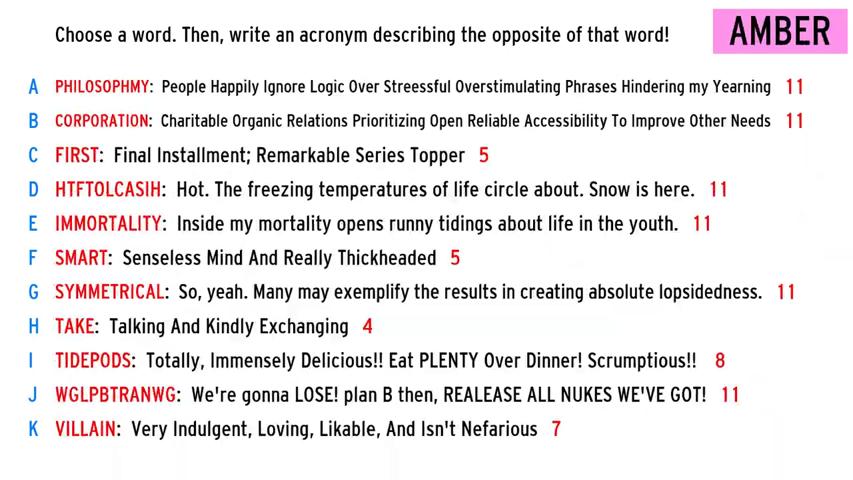 Choose a word. Then, write an acronym describing the opposite of that word!
AMBER
A PHILOSOPHMY: People Happily Ignore Logic Over Streessful Overstimulating Phrases Hindering my Yearning 11
B CORPORATION: Charitable Organic Relations Prioritizing Open Reliable Accessibility To Improve Other Needs 11
C FIRST: Final Installment; Remarkable Series Topper 5
D HTFTOLCASIH: Hot. The freezing temperatures of life circle about. Snow is here. 11
E IMMORTALITY: Inside my mortality opens runny tidings about life in the youth. 11
F SMART: Senseless Mind And Really Thickheaded 5
G SYMMETRICAL: So, yeah. Many may exemplify the results in creating absolute lopsidedness. 11
H TAKE: Talking And Kindly Exchanging 4
I TIDEPODS: Totally, Immensely Delicious!! Eat PLENTY Over Dinner! Scrumptious!! 8
J WGLPBTRANWG: We're gonna LOSE! plan B then, REALEASE ALL NUKES WE'VE GOT! 11
K VILLAIN: Very Indulgent, Loving, Likable, And Isn't Nefarious 7